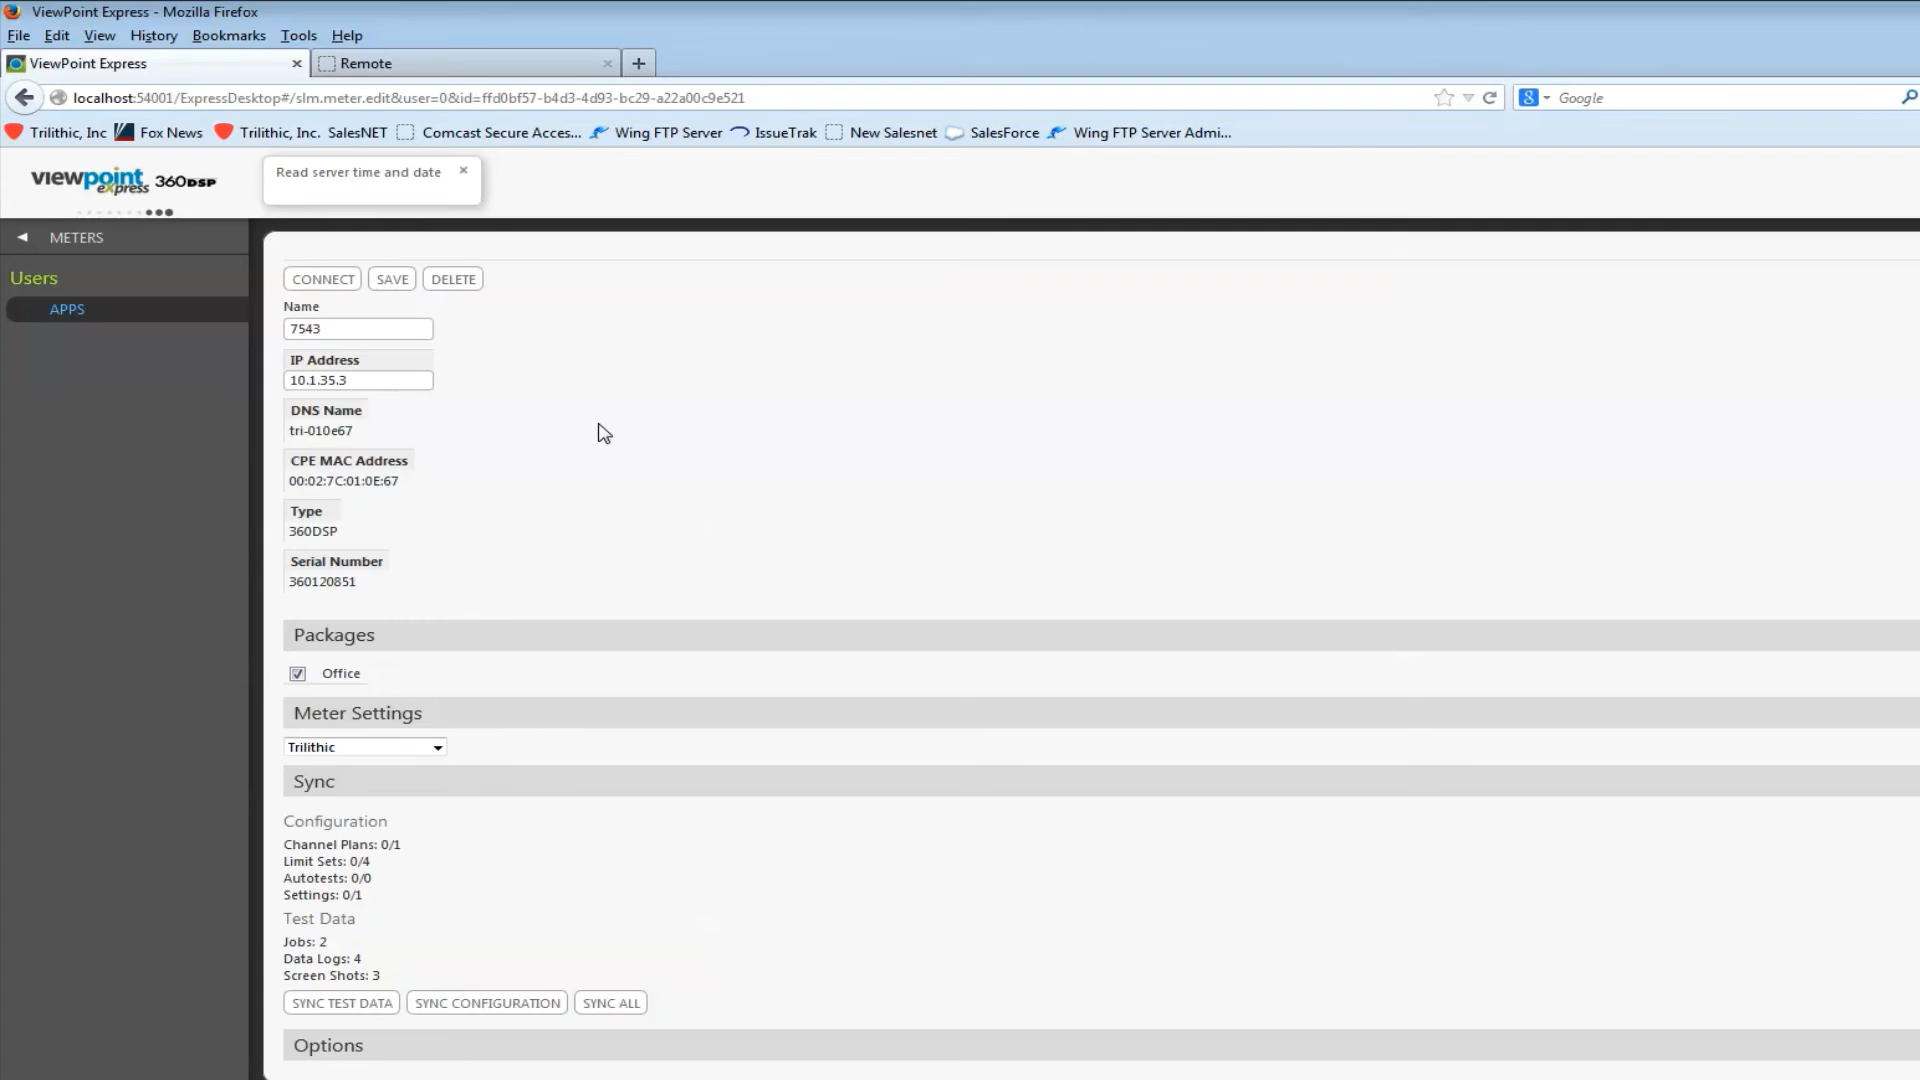 ViewPoint Express - Mozilla Firefox
File Edit View History Bookmarks Tools Help
ViewPoint Express × Remote × +
localhost:54001/ExpressDesktop#/slm.meter.edit&user=0&id=ffd0bf57-b4d3-4d93-bc29-a22a00c9e521 Google
Trilithic, Inc Fox News Trilithic, Inc. SalesNET Comcast Secure Acces... Wing FTP Server IssueTrak New Salesnet SalesForce Wing FTP Server Admi...
viewpoint express 360DSP
Read server time and date ×
METERS
Users
APPS
CONNECT SAVE DELETE
Name
7543
IP Address
10.1.35.3
DNS Name
tri-010e67
CPE MAC Address
00:02:7C:01:0E:67
Type
360DSP
Serial Number
360120851
Packages
Office
Meter Settings
Trilithic
Sync
Configuration
Channel Plans: 0/1
Limit Sets: 0/4
Autotests: 0/0
Settings: 0/1
Test Data
Jobs: 2
Data Logs: 4
Screen Shots: 3
SYNC TEST DATA SYNC CONFIGURATION SYNC ALL
Options